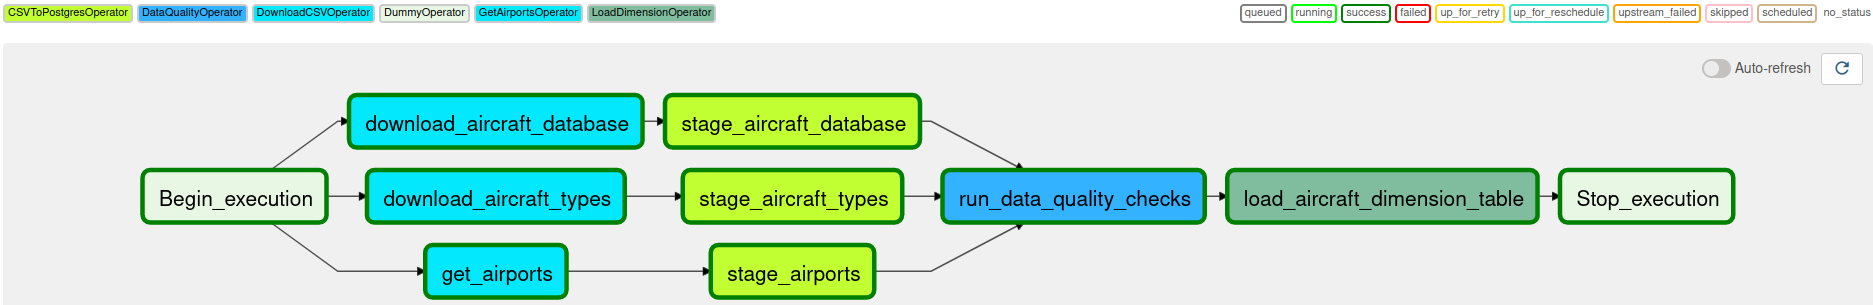 CSVToPostgresOperator DataQualityOperator DownloadCSVOperator DummyOperator GetAirportsOperator LoadDimensionOperator queued running success failed up_for_retry up_for_reschedule upstream_failed skipped scheduled no_status
Auto-refresh
download_aircraft_database stage_aircraft_database
Begin_execution download_aircraft_types stage_aircraft_types run_data_quality_checks load_aircraft_dimension_table Stop_execution
get_airports stage_airports